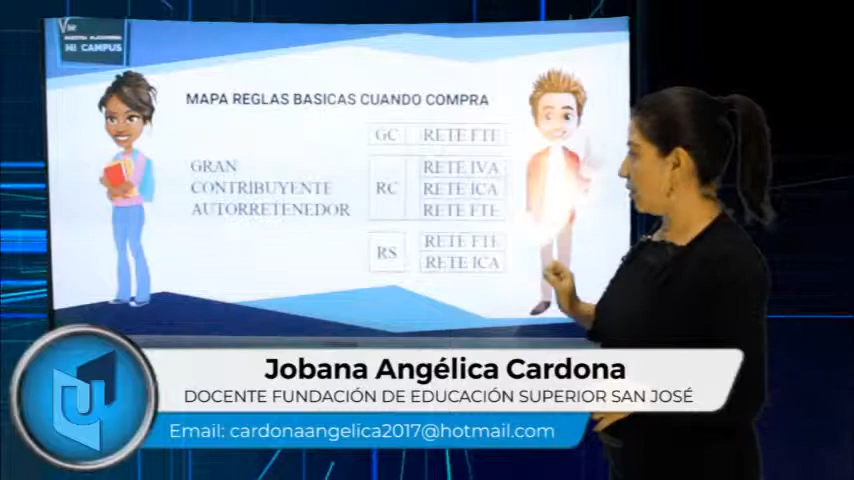 MI CAMPUS
MAPA REGLAS BASICAS CUANDO COMPRA
GRAN
CONTRIBUYENTE
AUTORRETENEDOR
GC RETE FTE
RC
RETE IVA
RETE ICA
RETE FTE
RS
RETE FTE
RETE ICA
Jobana Angélica Cardona
DOCENTE FUNDACIÓN DE EDUCACIÓN SUPERIOR SAN JOSÉ
Email: cardonaangelica2017@hotmail.com